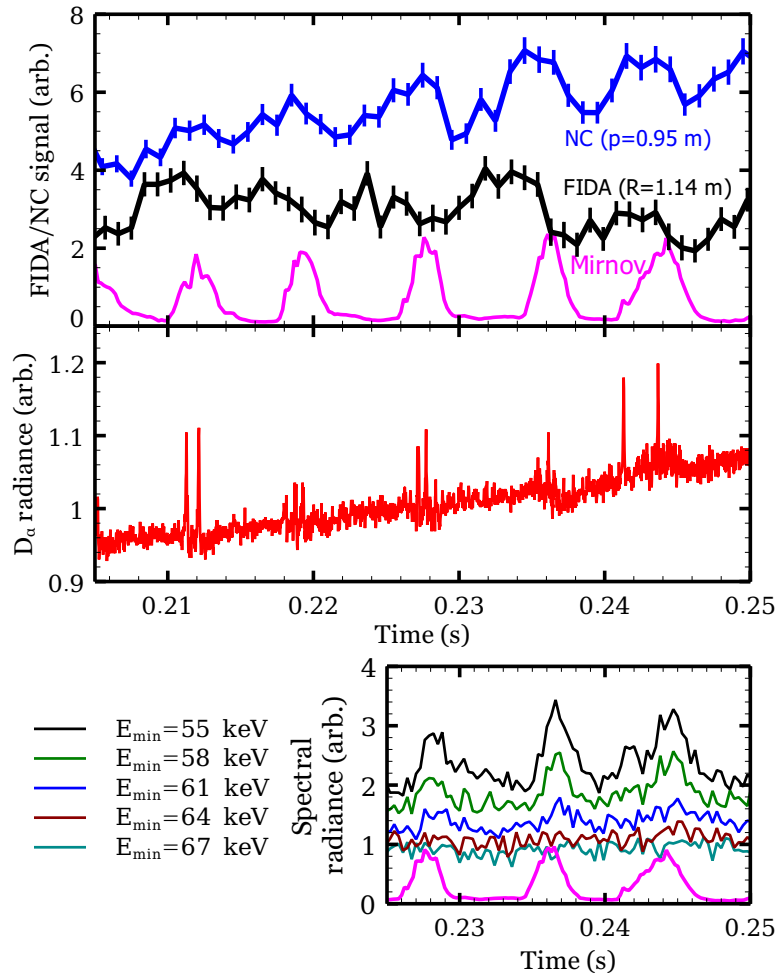 FIDA/NC signal (arb.)
8
6
4
2
0
NC (p=0.95 m)
FIDA (R=1.14 m)
Mirnov
Dα radiance (arb.)
1.2
1.1
1
0.9
0.21 0.22 0.23 0.24 0.25
Time (s)
Emin=55 keV
Emin=58 keV
Emin=61 keV
Emin=64 keV
Emin=67 keV
Spectral
radiance (arb.)
4
3
2
1
0
0.23 0.24 0.25
Time (s)